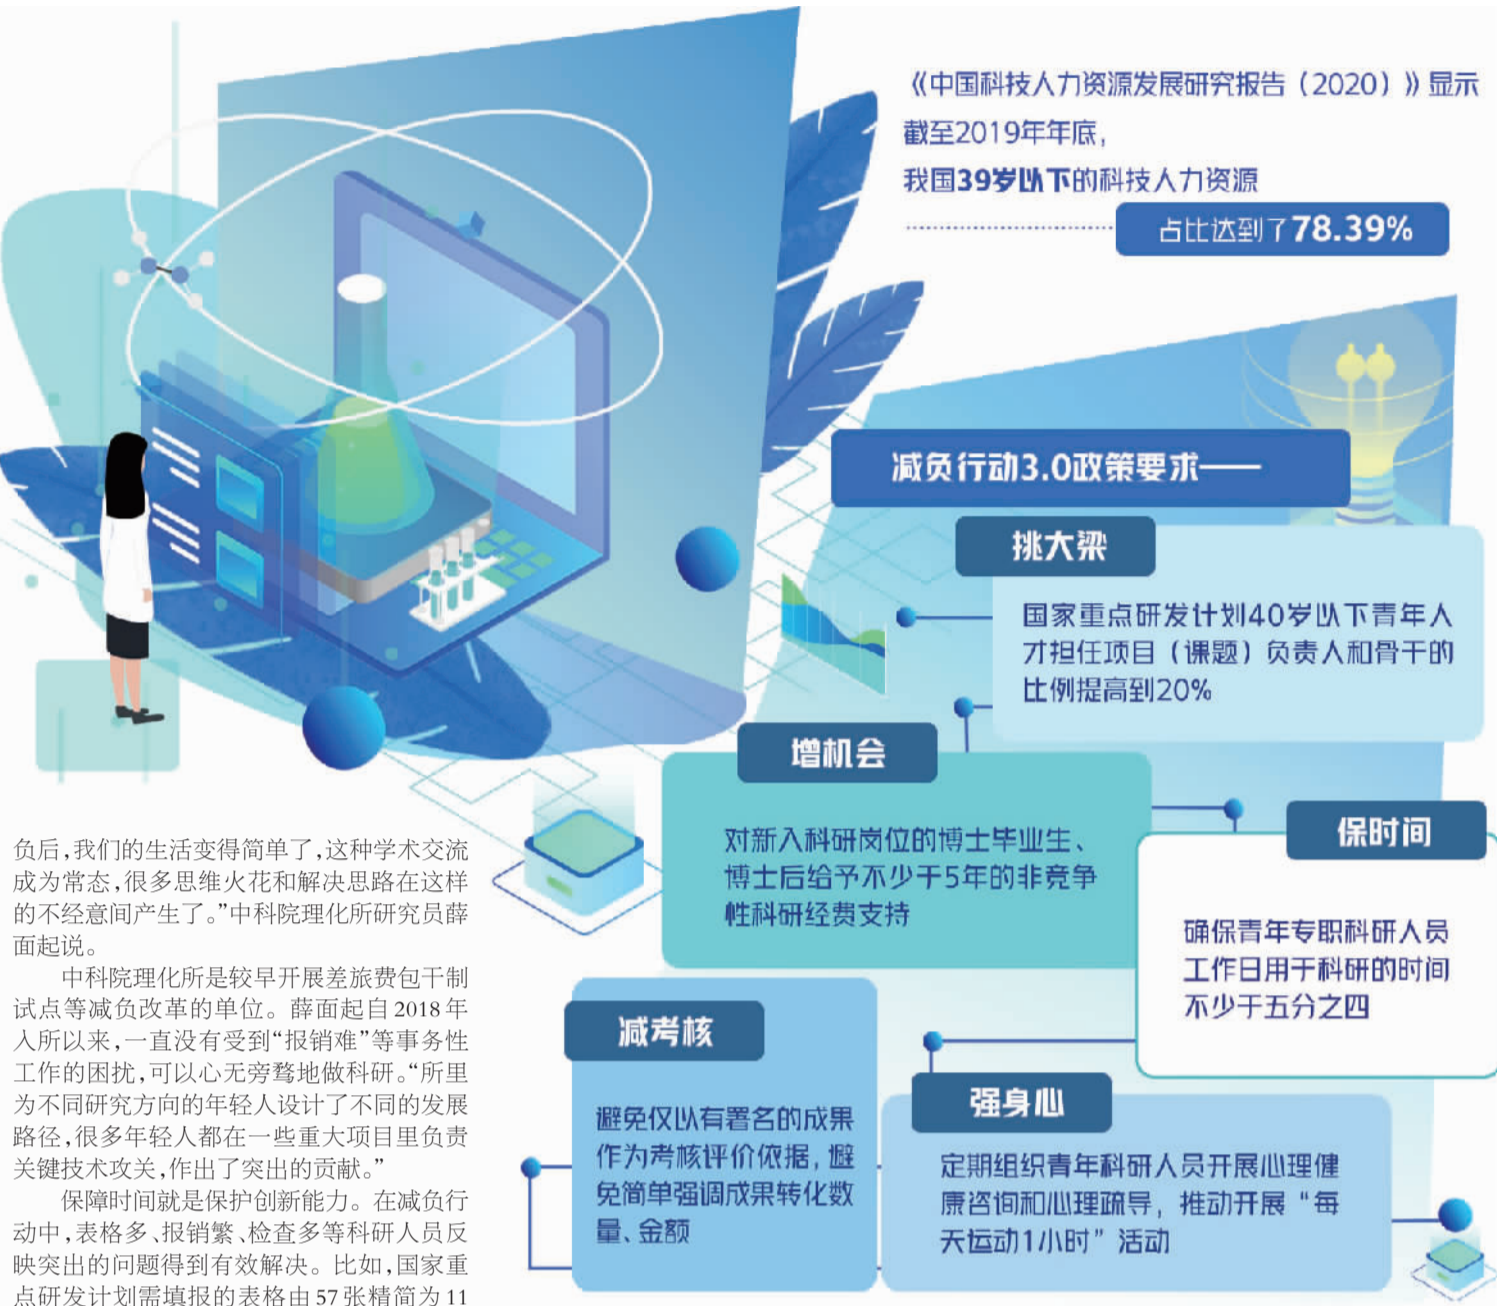 《中国科技人力资源发展研究报告（2020）》显示
截至2019年年底，
我国39岁以下的科技人力资源
占比达到了78.39%
减负行动3.0政策要求——
挑大梁
国家重点研发计划40岁以下青年人
才担任项目（课题）负责人和骨干的
比例提高到20%
增机会
对新入科研岗位的博士毕业生、
博士后给予不少于5年的非竞争
性科研经费支持
保时间
确保青年专职科研人员
工作日用于科研的时间
不少于五分之四
减考核
避免仅以有署名的成果
作为考核评价依据，避
免简单强调成果转化数
量、金额
强身心
定期组织青年科研人员开展心理健
康咨询和心理疏导，推动开展“每
天运动1小时”活动
负后，我们的生活变得简单了，这种学术交流
成为常态，很多思维火花和解决思路在这样
的不经意间产生了。”中科院理化所研究员薛
面起说。
中科院理化所是较早开展差旅费包干制
试点等减负改革的单位。薛面起自2018年
入所以来，一直没有受到“报销难”等事务性
工作的困扰，可以心无旁骛地做科研。“所里
为不同研究方向的年轻人设计了不同的发展
路径，很多年轻人都在一些重大项目里负责
关键技术攻关，作出了突出的贡献。”
保障时间就是保护创新能力。在减负行
动中，表格多、报销繁、检查多等科研人员反
映突出的问题得到有效解决。比如，国家重
点研发计划需填报的表格由57张精简为11